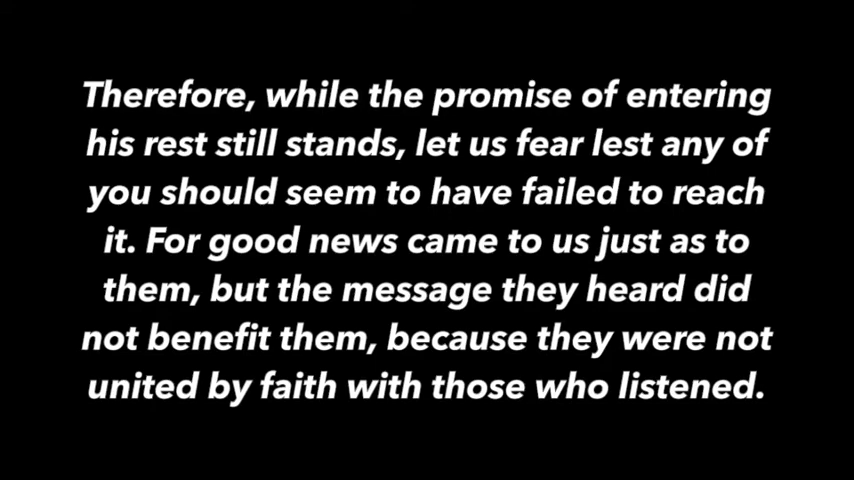 Therefore, while the promise of entering
his rest still stands, let us fear lest any of
you should seem to have failed to reach
it. For good news came to us just as to
them, but the message they heard did
not benefit them, because they were not
united by faith with those who listened.